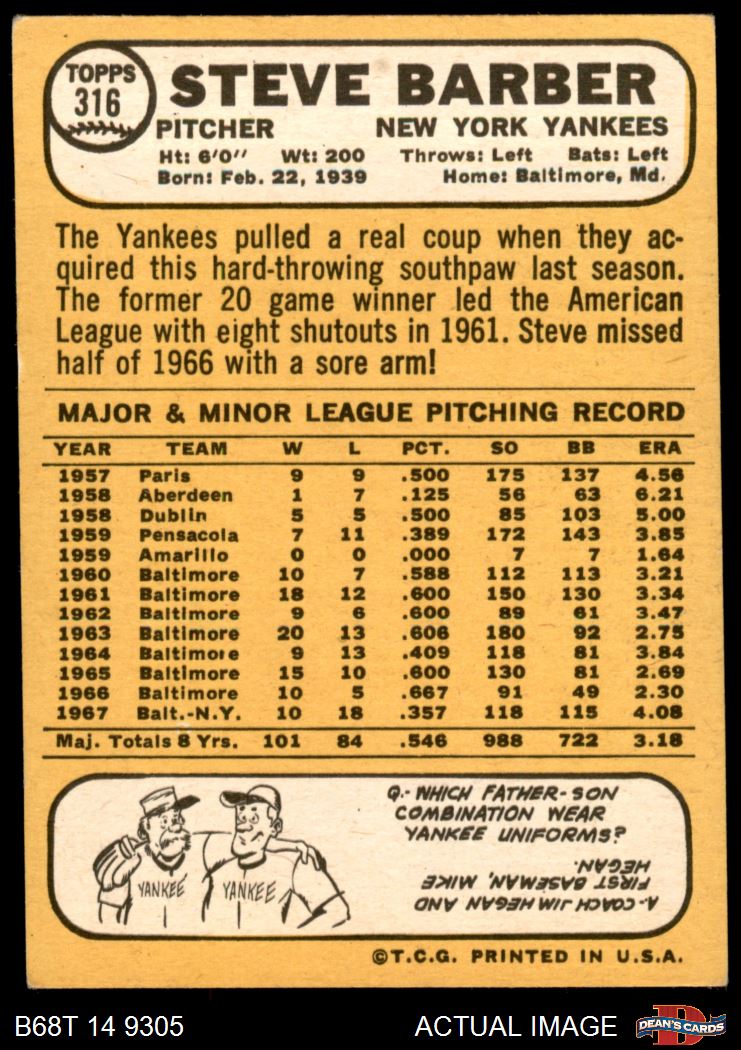 TOPPS
316
STEVE BARBER
PITCHER NEW YORK YANKEES
Ht: 6'0" Wt: 200 Throws: Left Bats: Left
Born: Feb. 22, 1939 Home: Baltimore, Md.
The Yankees pulled a real coup when they ac-
quired this hard-throwing southpaw last season.
The former 20 game winner led the American
League with eight shutouts in 1961. Steve missed
half of 1966 with a sore arm!
MAJOR & MINOR LEAGUE PITCHING RECORD
YEAR TEAM W L PCT. SO BB ERA
1957 Paris 9 9 .500 175 137 4.56
1958 Aberdeen 1 7 .125 56 63 6.21
1958 Dublin 5 5 .500 85 103 5.00
1959 Pensacola 7 11 .389 172 143 3.85
1959 Amarillo 0 0 .000 7 7 1.64
1960 Baltimore 10 7 .588 112 113 3.21
1961 Baltimore 18 12 .600 150 130 3.34
1962 Baltimore 9 6 .600 89 61 3.47
1963 Baltimore 20 13 .606 180 92 2.75
1964 Baltimore 9 13 .409 118 81 3.84
1965 Baltimore 15 10 .600 130 81 2.69
1966 Baltimore 10 5 .667 91 49 2.30
1967 Balt.-N.Y. 10 18 .357 118 115 4.08
Maj. Totals 8 Yrs. 101 84 .546 988 722 3.18
YANKEE YANKEE
Q.- WHICH FATHER-SON
COMBINATION WEAR
YANKEE UNIFORMS?
A.- COACH JIM HEGAN AND
FIRST BASEMAN, MIKE
HEGAN.
©T.C.G. PRINTED IN U.S.A.
B68T 14 9305 ACTUAL IMAGE
D
DEAN'S CARDS